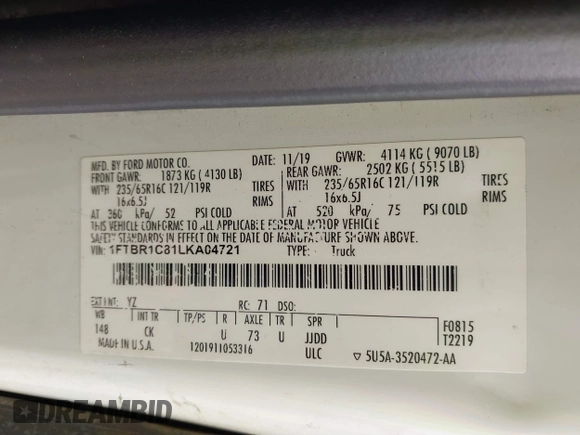 MFD. BY FORD MOTOR CO. DATE: 11/19 GVWR: 4114 KG ( 9070 LB)
FRONT GAWR: 1873 KG ( 4130 LB) REAR GAWR: 2502 KG ( 5515 LB)
WITH 235/65R16C 121/119R TIRES WITH 235/65R16C 121/119R TIRES
16x6.5J RIMS 16x6.5J RIMS
AT 360 kPa/ 52 PSI COLD AT 520 kPa/ 75 PSI COLD
THIS VEHICLE CONFORMS TO ALL APPLICABLE FEDERAL MOTOR VEHICLE
SAFETY STANDARDS IN EFFECT ON THE DATE OF MANUFACTURE SHOWN ABOVE.
VIN: 1FTBR1C81LKA04721 TYPE: Truck
EXT PNT: YZ RC: 71 DSO:
WB INT TR TP/PS R AXLE TR SPR F0815
148 CK U 73 U JJDD T2219
MADE IN U.S.A. 1201911053316 ULC ▽ 5U5A-3520472-AA
DREAMBID